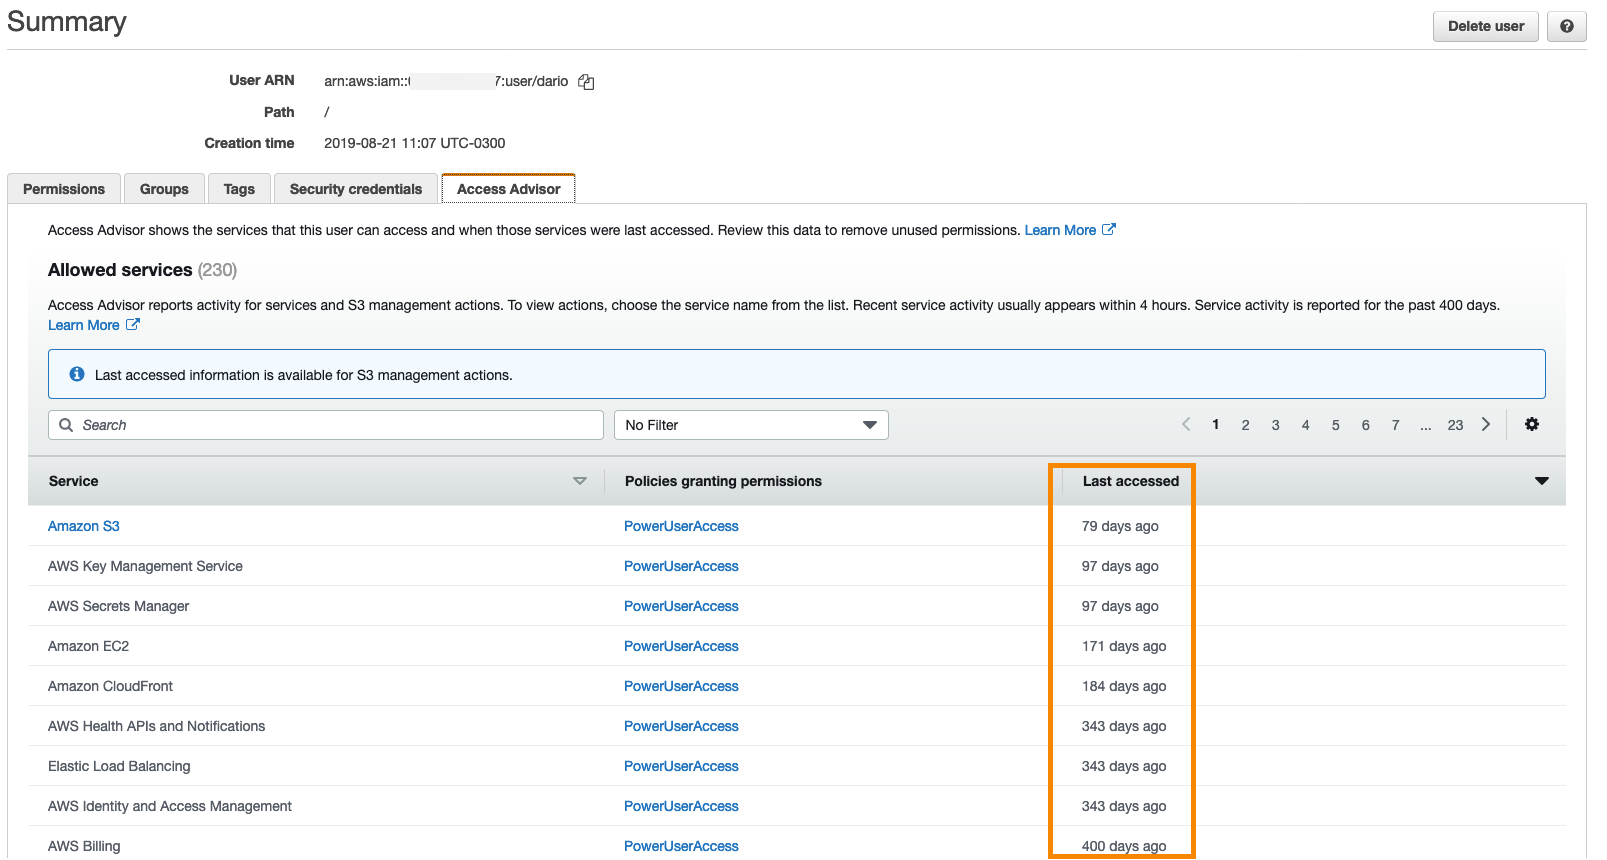 Summary
Delete user
User ARN arn:aws:iam:: 7:user/dario
Path /
Creation time 2019-08-21 11:07 UTC-0300
Permissions Groups Tags Security credentials Access Advisor
Access Advisor shows the services that this user can access and when those services were last accessed. Review this data to remove unused permissions. Learn More
Allowed services (230)
Access Advisor reports activity for services and S3 management actions. To view actions, choose the service name from the list. Recent service activity usually appears within 4 hours. Service activity is reported for the past 400 days.
Learn More
Last accessed information is available for S3 management actions.
Search No Filter 1 2 3 4 5 6 7 ... 23
Service Policies granting permissions Last accessed
Amazon S3 PowerUserAccess 79 days ago
AWS Key Management Service PowerUserAccess 97 days ago
AWS Secrets Manager PowerUserAccess 97 days ago
Amazon EC2 PowerUserAccess 171 days ago
Amazon CloudFront PowerUserAccess 184 days ago
AWS Health APIs and Notifications PowerUserAccess 343 days ago
Elastic Load Balancing PowerUserAccess 343 days ago
AWS Identity and Access Management PowerUserAccess 343 days ago
AWS Billing PowerUserAccess 400 days ago